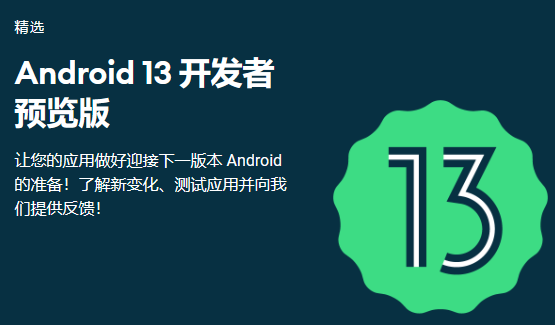 精选
Android 13 开发者
预览版
让您的应用做好迎接下一版本 Android
的准备！了解新变化、测试应用并向我
们提供反馈！
13